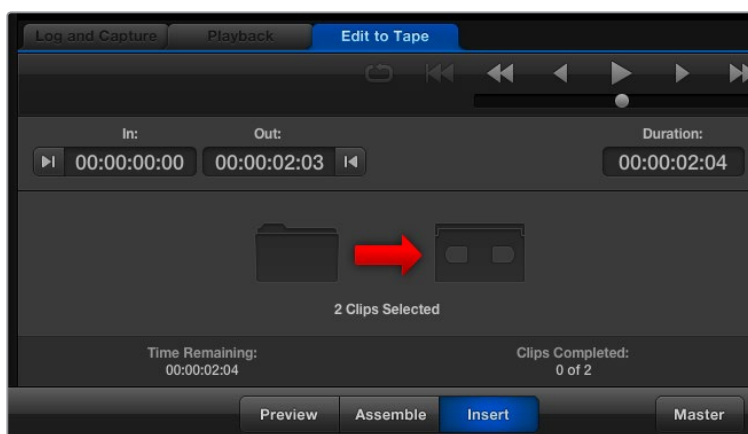 Log and Capture Playback Edit to Tape
In: Out: Duration:
00:00:00:00 00:00:02:03 00:00:02:04
2 Clips Selected
Time Remaining: Clips Completed:
00:00:02:04 0 of 2
Preview Assemble Insert Master